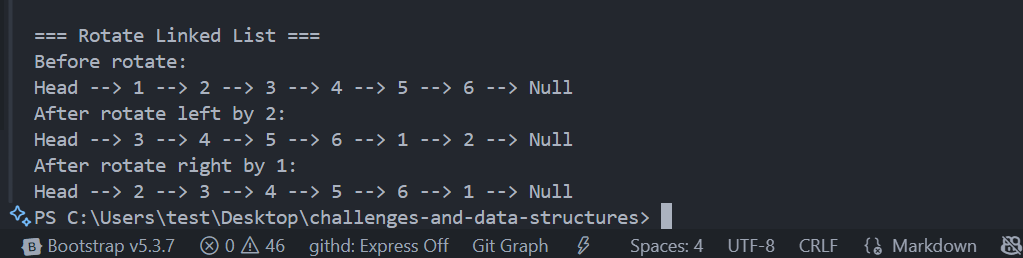 === Rotate Linked List ===
Before rotate:
Head --> 1 --> 2 --> 3 --> 4 --> 5 --> 6 --> Null
After rotate left by 2:
Head --> 3 --> 4 --> 5 --> 6 --> 1 --> 2 --> Null
After rotate right by 1:
Head --> 2 --> 3 --> 4 --> 5 --> 6 --> 1 --> Null
PS C:\Users\test\Desktop\challenges-and-data-structures>
B Bootstrap v5.3.7 0 46 githd: Express Off Git Graph Spaces: 4 UTF-8 CRLF Markdown